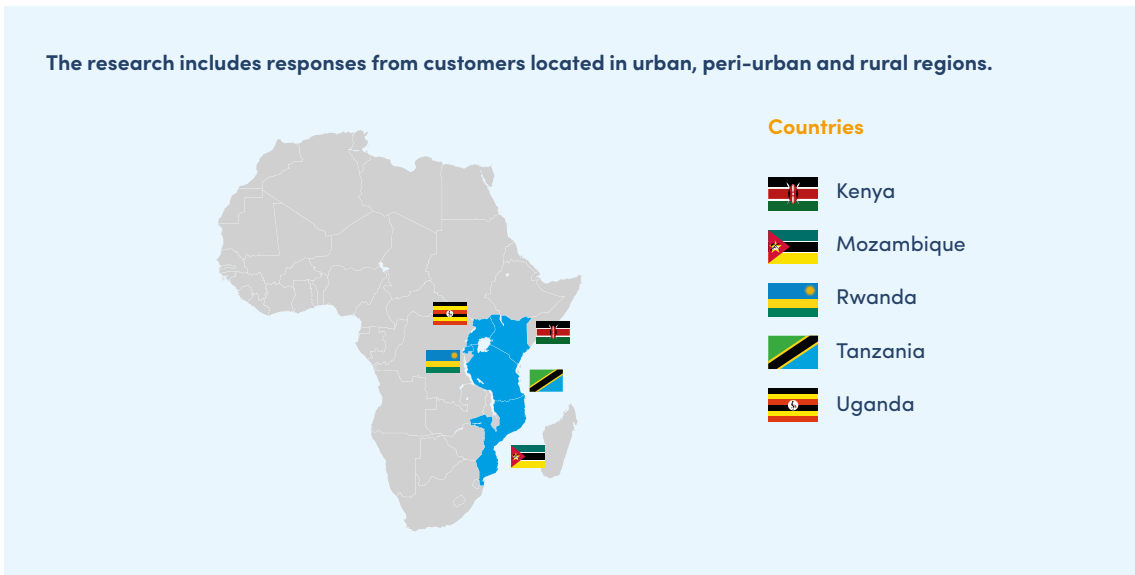 The research includes responses from customers located in urban, peri-urban and rural regions.
Countries
Kenya
Mozambique
Rwanda
Tanzania
Uganda